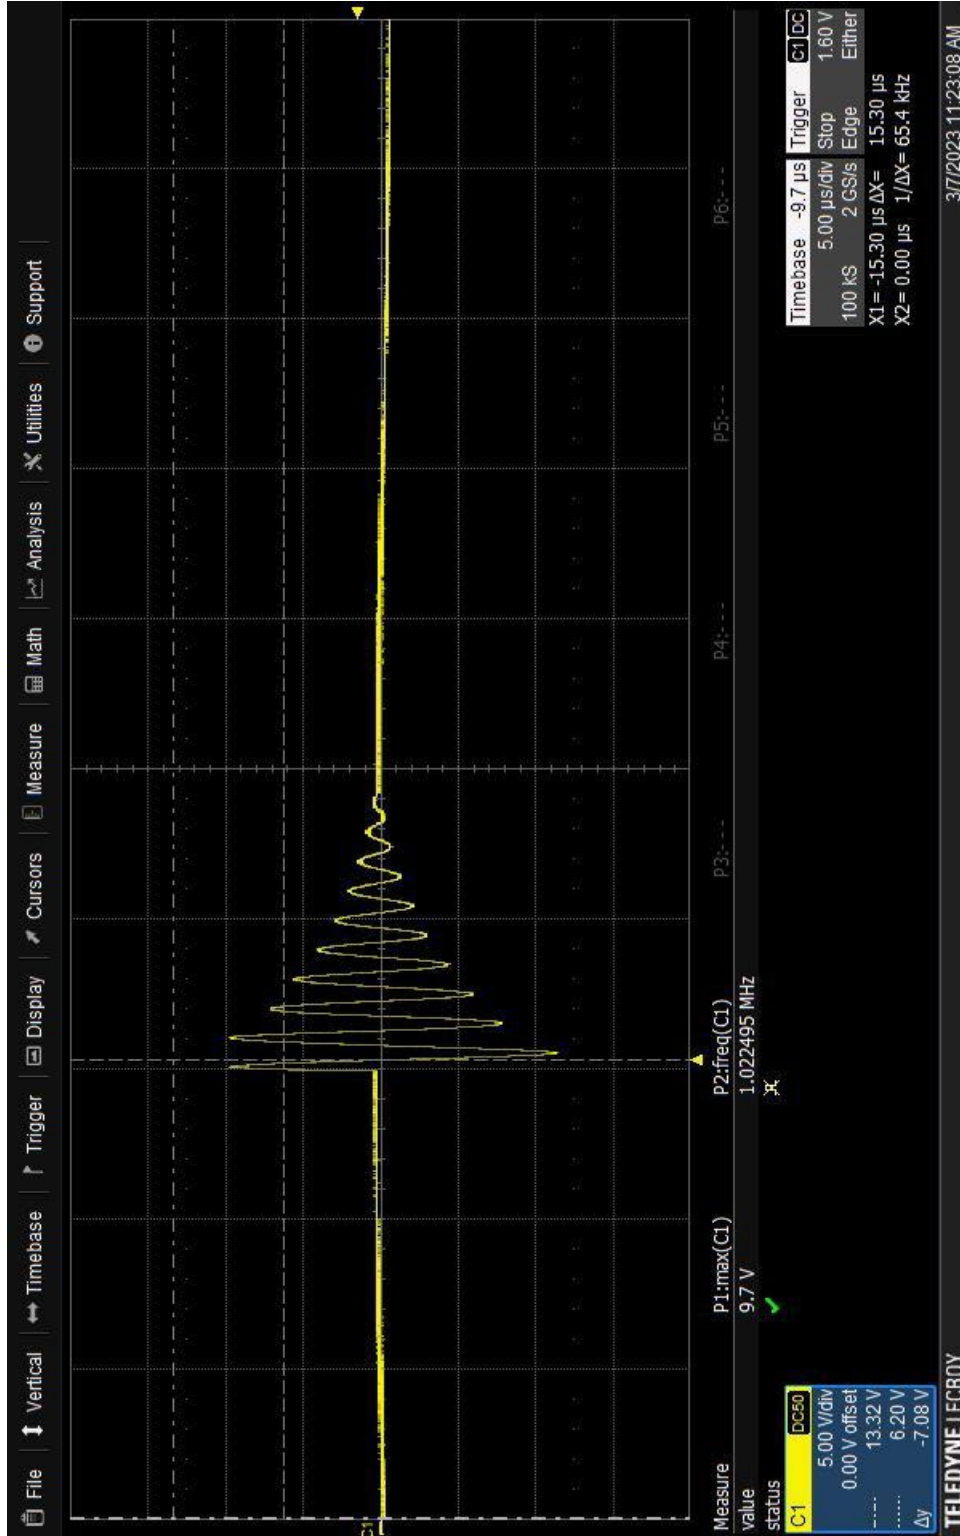 File Vertical Timebase Trigger Display Cursors Measure Math Analysis Utilities Support
C1
Measure P1:max(C1) P2:freq(C1) P3:--- P4:--- P5:--- P6:---
value 9.7 V 1.022495 MHz
status
C1 DC50
5.00 V/div
0.00 V offset
13.32 V
6.20 V
Δy -7.08 V
Timebase -9.7 µs
5.00 µs/div
100 kS 2 GS/s
Trigger C1 DC
Stop 1.60 V
Edge Either
X1= -15.30 µs ΔX= 15.30 µs
X2= 0.00 µs 1/ΔX= 65.4 kHz
TELEDYNE LECROY 3/7/2023 11:23:08 AM